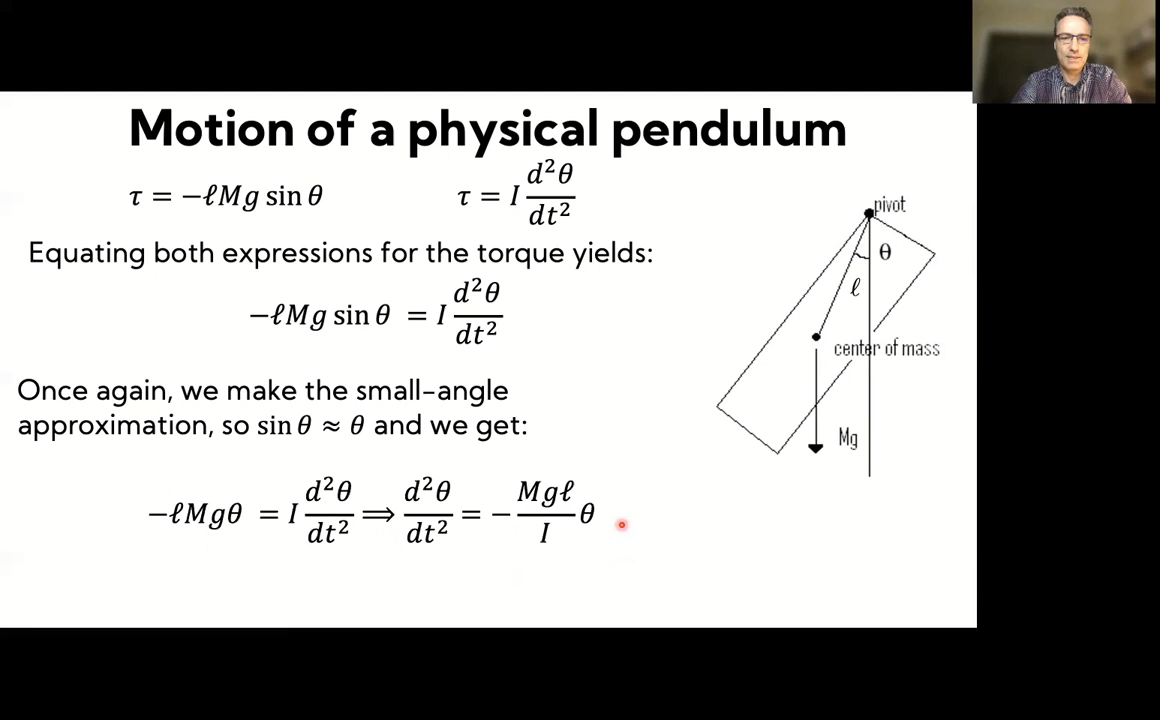 Motion of a physical pendulum
τ = −ℓMg sin θ
τ = I d²θ/dt²
Equating both expressions for the torque yields:
−ℓMg sin θ = I d²θ/dt²
Once again, we make the small-angle
approximation, so sin θ ≈ θ and we get:
−ℓMgθ = I d²θ/dt² ⟹ d²θ/dt² = − Mgℓ/I θ
pivot
θ
ℓ
center of mass
Mg